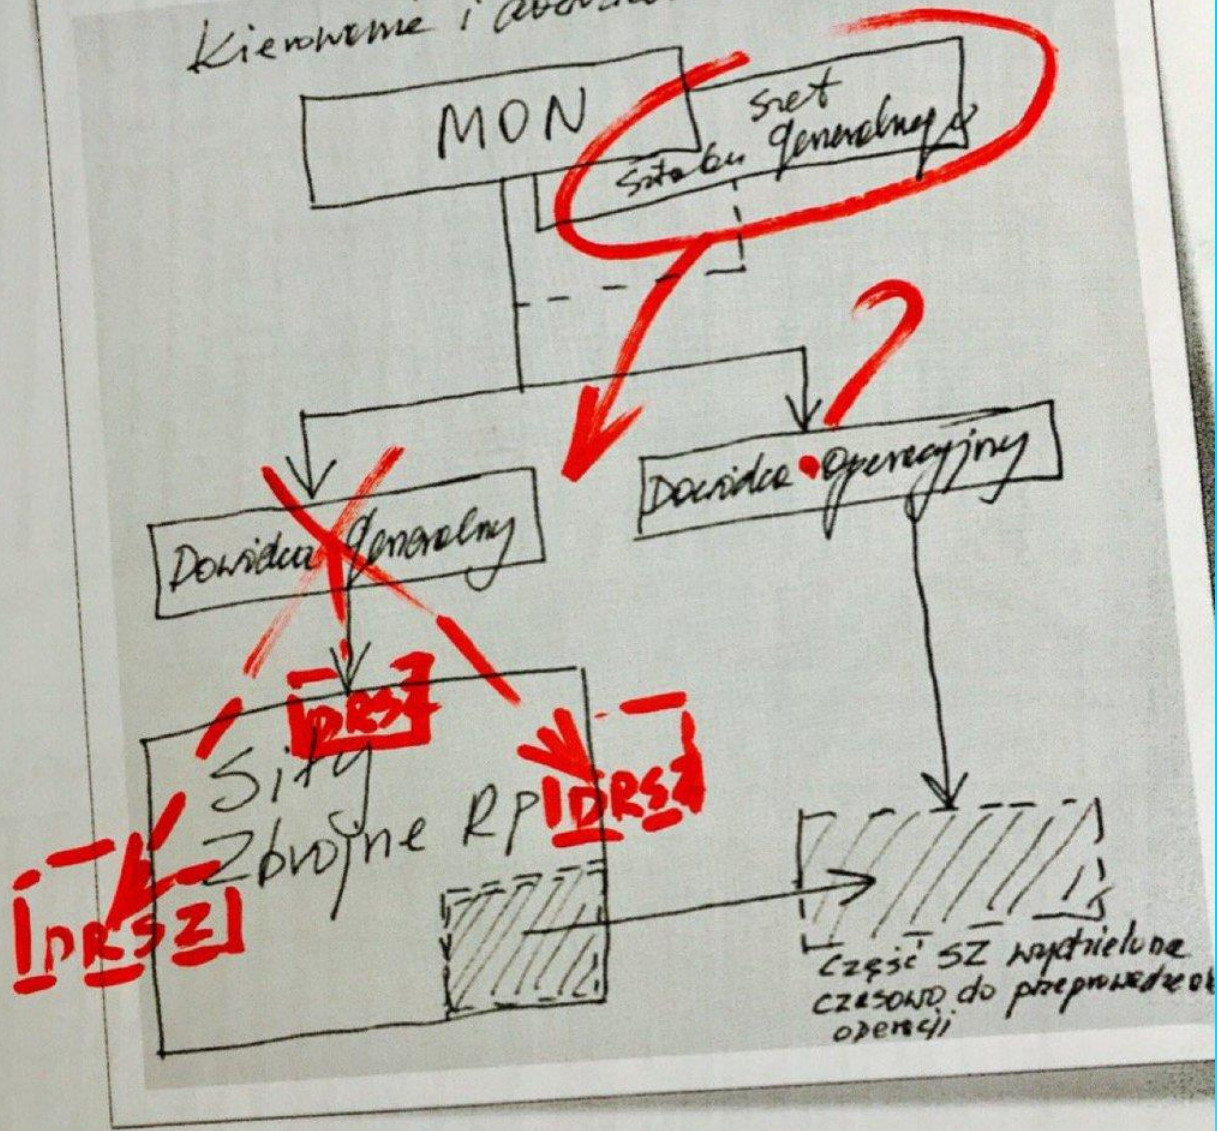 Kierowanie i
MON
Szef
Sztabu Generalnego
?
Dowódca Generalny
Dowódca Operacyjny
DRSZ
Siły
Zbrojne RP
DRSZ
DRSZ
Część SZ wydzielona
czasowo do przeprowadzenia
operacji